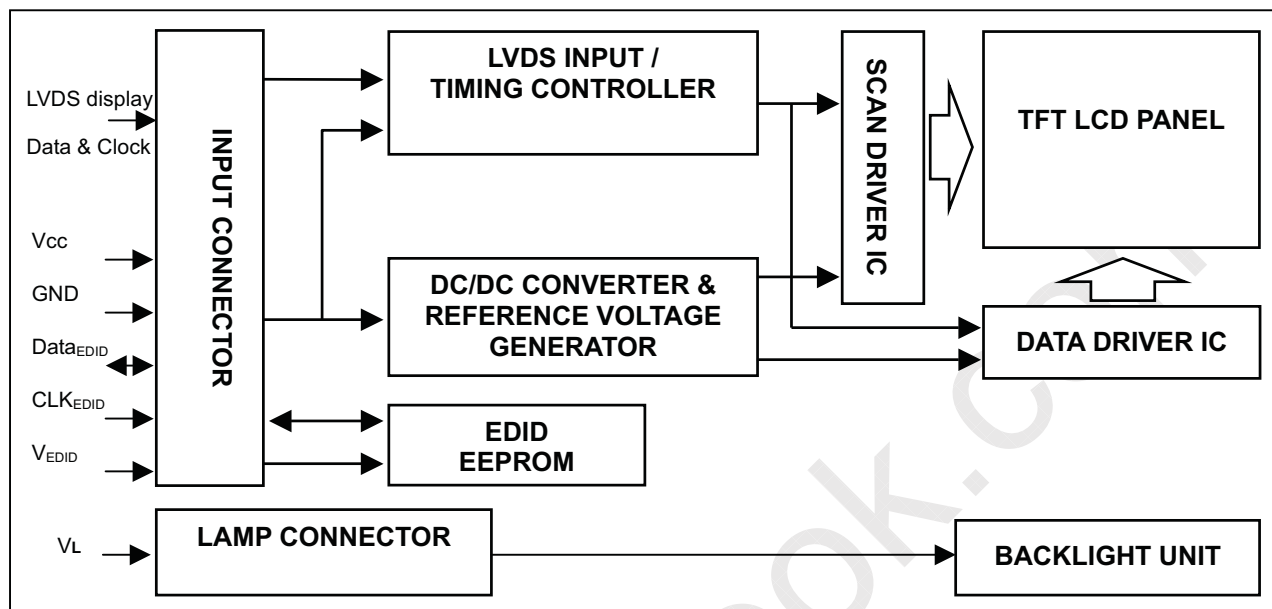 LVDS display
Data & Clock
Vcc
GND
DataEDID
CLKEDID
VEDID
VL
INPUT CONNECTOR
LVDS INPUT /
TIMING CONTROLLER
DC/DC CONVERTER &
REFERENCE VOLTAGE
GENERATOR
EDID
EEPROM
LAMP CONNECTOR
SCAN DRIVER IC
TFT LCD PANEL
DATA DRIVER IC
BACKLIGHT UNIT